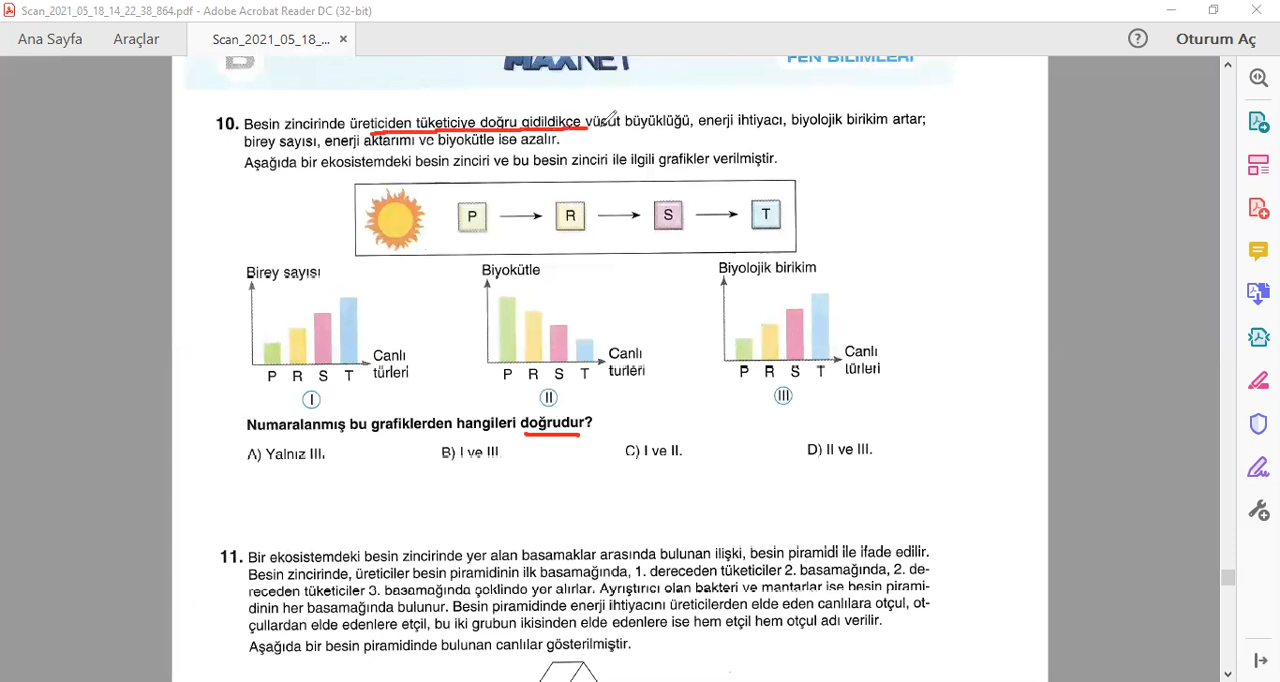 Scan_2021_05_18_14_22_38_864.pdf - Adobe Acrobat Reader DC (32-bit)
Ana Sayfa Araçlar Scan_2021_05_18_... × ? Oturum Aç
B MAXNET FEN BİLİMLERİ
10. Besin zincirinde üreticiden tüketiciye doğru gidildikçe vücut büyüklüğü, enerji ihtiyacı, biyolojik birikim artar;
birey sayısı, enerji aktarımı ve biyokütle ise azalır.
Aşağıda bir ekosistemdeki besin zinciri ve bu besin zinciri ile ilgili grafikler verilmiştir.
P R S T
Birey sayısı
P R S T
Canlı
türleri
I
Biyokütle
P R S T
Canlı
türleri
II
Biyolojik birikim
P R S T
Canlı
türleri
III
Numaralanmış bu grafiklerden hangileri doğrudur?
A) Yalnız III. B) I ve III. C) I ve II. D) II ve III.
11. Bir ekosistemdeki besin zincirinde yer alan basamaklar arasında bulunan ilişki, besin piramidi ile ifade edilir.
Besin zincirinde, üreticiler besin piramidinin ilk basamağında, 1. dereceden tüketiciler 2. basamağında, 2. de-
receden tüketiciler 3. basamağında şeklinde yer alırlar. Ayrıştırıcı olan bakteri ve mantarlar ise besin pirami-
dinin her basamağında bulunur. Besin piramidinde enerji ihtiyacını üreticilerden elde eden canlılara otçul, ot-
çullardan elde edenlere etçil, bu iki grubun ikisinden elde edenlere ise hem etçil hem otçul adı verilir.
Aşağıda bir besin piramidinde bulunan canlılar gösterilmiştir.